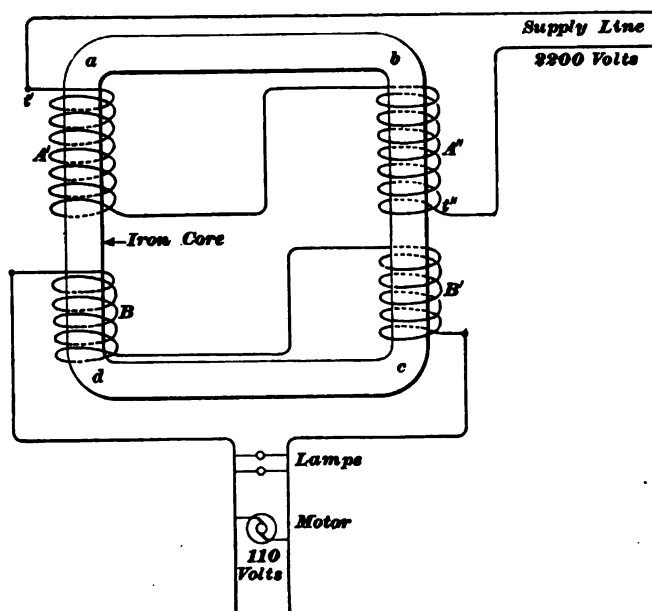 Supply Line
2200 Volts
a
b
t'
A'
A"
t"
Iron Core
B
B'
d
c
Lamps
Motor
110
Volts